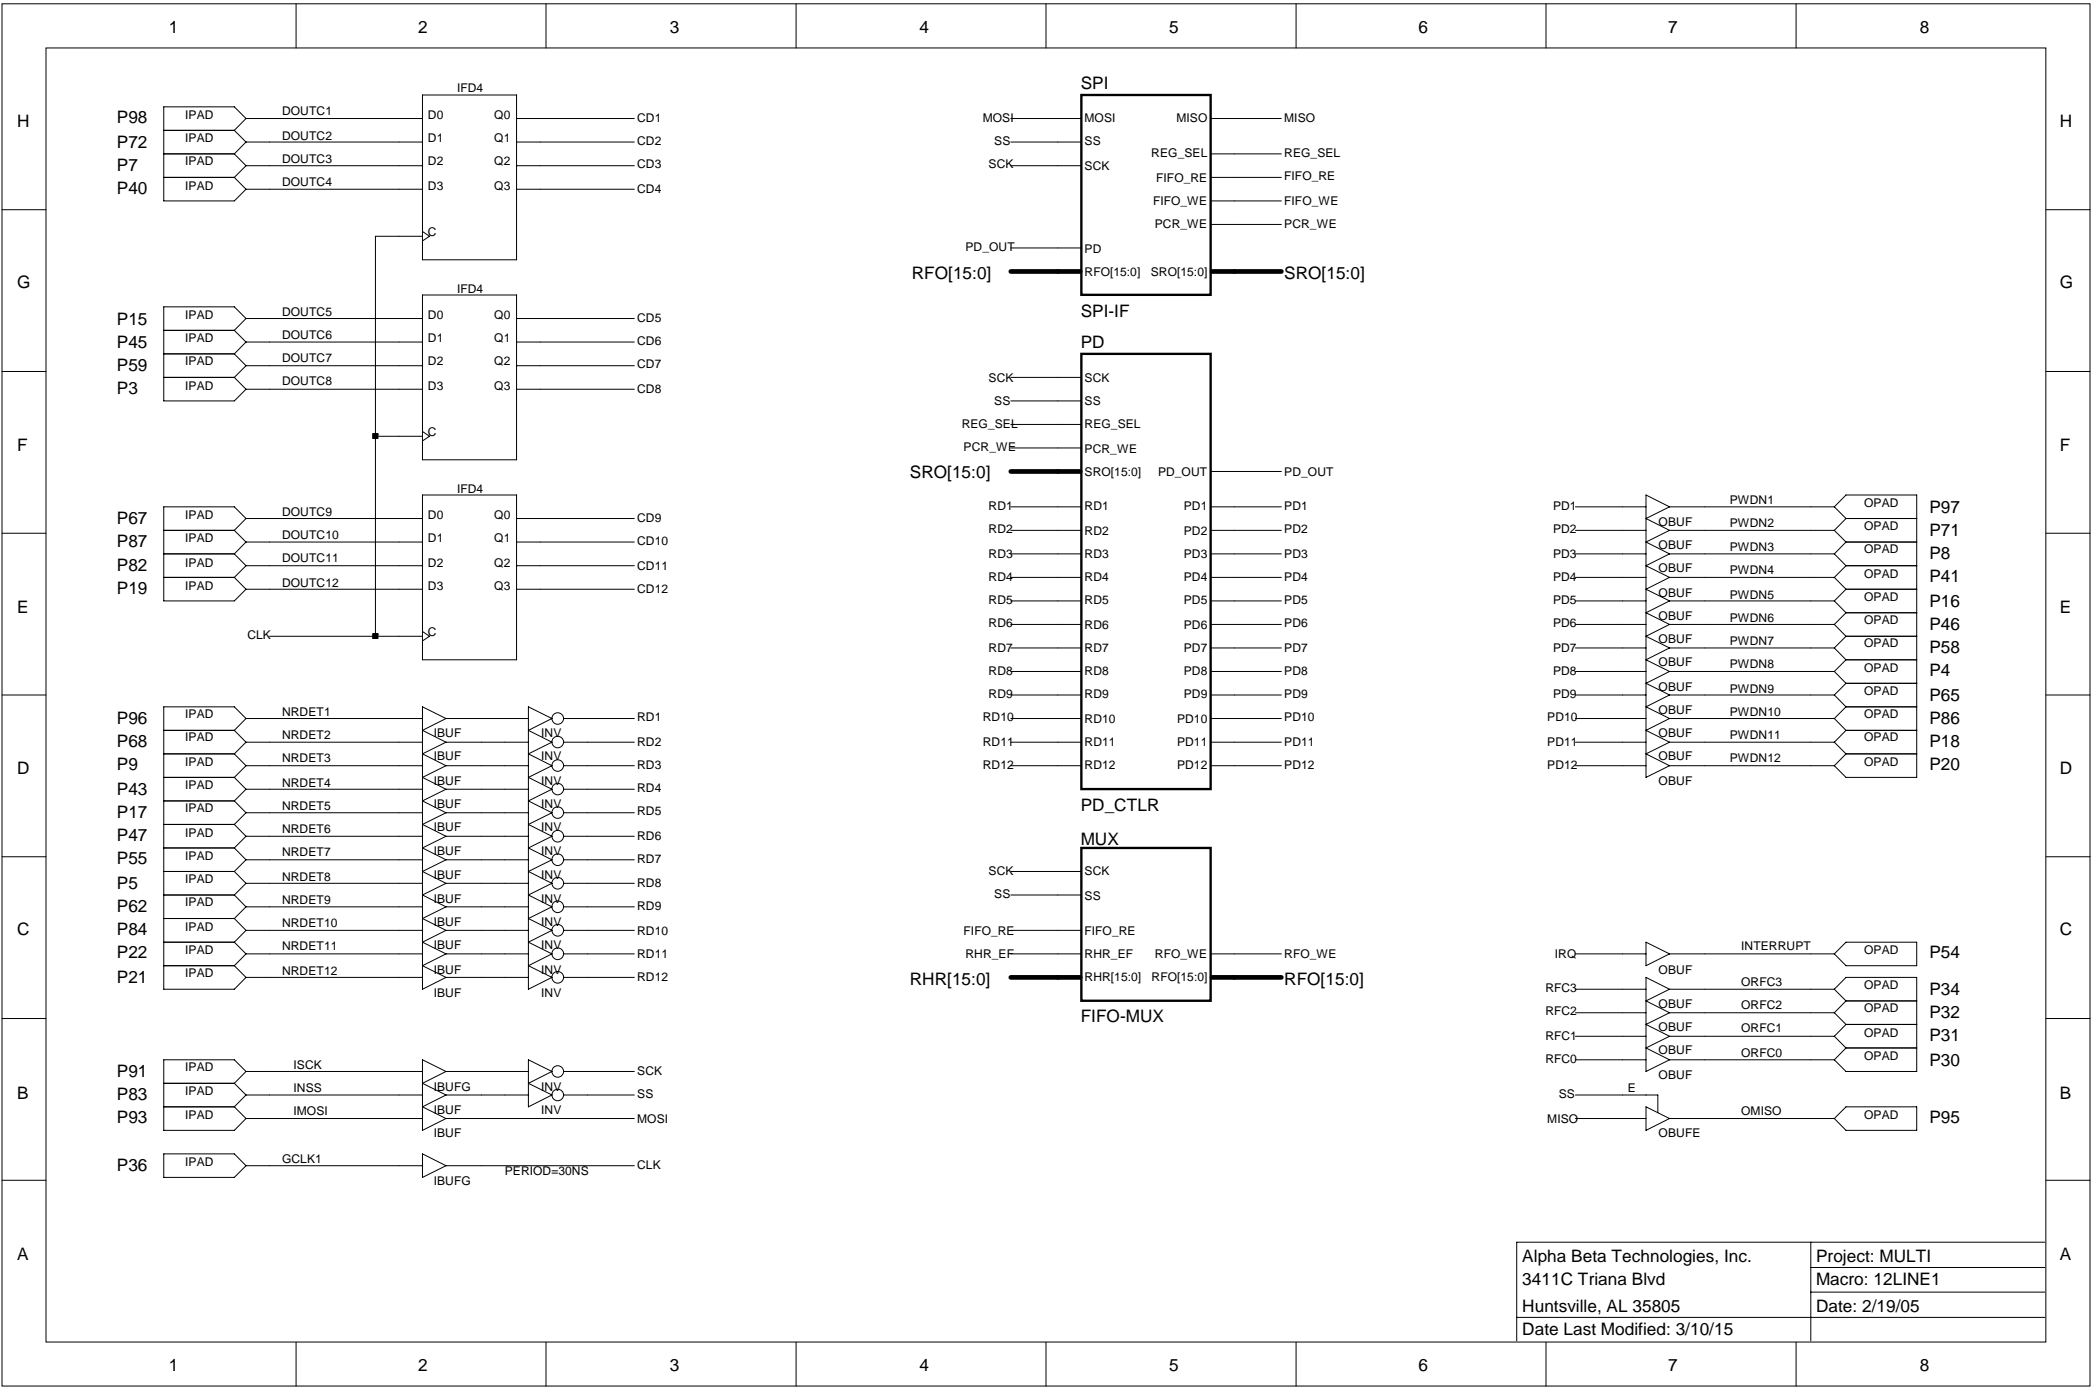 1 2 3 4 5 6 7 8
H H
G G
F F
E E
D D
C C
B B
A A
IFD4
P98 IPAD DOUTC1 D0 Q0 CD1
P72 IPAD DOUTC2 D1 Q1 CD2
P7 IPAD DOUTC3 D2 Q2 CD3
P40 IPAD DOUTC4 D3 Q3 CD4
C
IFD4
P15 IPAD DOUTC5 D0 Q0 CD5
P45 IPAD DOUTC6 D1 Q1 CD6
P59 IPAD DOUTC7 D2 Q2 CD7
P3 IPAD DOUTC8 D3 Q3 CD8
C
IFD4
P67 IPAD DOUTC9 D0 Q0 CD9
P87 IPAD DOUTC10 D1 Q1 CD10
P82 IPAD DOUTC11 D2 Q2 CD11
P19 IPAD DOUTC12 D3 Q3 CD12
CLK C
P96 IPAD NRDET1 IBUF INV RD1
P68 IPAD NRDET2 IBUF INV RD2
P9 IPAD NRDET3 IBUF INV RD3
P43 IPAD NRDET4 IBUF INV RD4
P17 IPAD NRDET5 IBUF INV RD5
P47 IPAD NRDET6 IBUF INV RD6
P55 IPAD NRDET7 IBUF INV RD7
P5 IPAD NRDET8 IBUF INV RD8
P62 IPAD NRDET9 IBUF INV RD9
P84 IPAD NRDET10 IBUF INV RD10
P22 IPAD NRDET11 IBUF INV RD11
P21 IPAD NRDET12 IBUF INV RD12
P91 IPAD ISCK IBUFG INV SCK
P83 IPAD INSS IBUF INV SS
P93 IPAD IMOSI IBUF MOSI
P36 IPAD GCLK1 IBUFG PERIOD=30NS CLK
SPI
MOSI MOSI MISO MISO
SS SS
REG_SEL REG_SEL
SCK SCK
FIFO_RE FIFO_RE
FIFO_WE FIFO_WE
PCR_WE PCR_WE
PD_OUT PD
RFO[15:0] RFO[15:0] SRO[15:0] SRO[15:0]
SPI-IF
PD
SCK SCK
SS SS
REG_SEL REG_SEL
PCR_WE PCR_WE
SRO[15:0] SRO[15:0] PD_OUT PD_OUT
RD1 RD1 PD1 PD1
RD2 RD2 PD2 PD2
RD3 RD3 PD3 PD3
RD4 RD4 PD4 PD4
RD5 RD5 PD5 PD5
RD6 RD6 PD6 PD6
RD7 RD7 PD7 PD7
RD8 RD8 PD8 PD8
RD9 RD9 PD9 PD9
RD10 RD10 PD10 PD10
RD11 RD11 PD11 PD11
RD12 RD12 PD12 PD12
PD_CTLR
MUX
SCK SCK
SS SS
FIFO_RE FIFO_RE
RHR_EF RHR_EF RFO_WE RFO_WE
RHR[15:0] RHR[15:0] RFO[15:0] RFO[15:0]
FIFO-MUX
PD1 OBUF PWDN1 OPAD P97
PD2 OBUF PWDN2 OPAD P71
PD3 OBUF PWDN3 OPAD P8
PD4 OBUF PWDN4 OPAD P41
PD5 OBUF PWDN5 OPAD P16
PD6 OBUF PWDN6 OPAD P46
PD7 OBUF PWDN7 OPAD P58
PD8 OBUF PWDN8 OPAD P4
PD9 OBUF PWDN9 OPAD P65
PD10 OBUF PWDN10 OPAD P86
PD11 OBUF PWDN11 OPAD P18
PD12 OBUF PWDN12 OPAD P20
IRQ OBUF INTERRUPT OPAD P54
RFC3 OBUF ORFC3 OPAD P34
RFC2 OBUF ORFC2 OPAD P32
RFC1 OBUF ORFC1 OPAD P31
RFC0 OBUF ORFC0 OPAD P30
SS E
MISO OBUFE OMISO OPAD P95
Alpha Beta Technologies, Inc.
3411C Triana Blvd
Huntsville, AL 35805
Date Last Modified: 3/10/15
Project: MULTI
Macro: 12LINE1
Date: 2/19/05
1 2 3 4 5 6 7 8